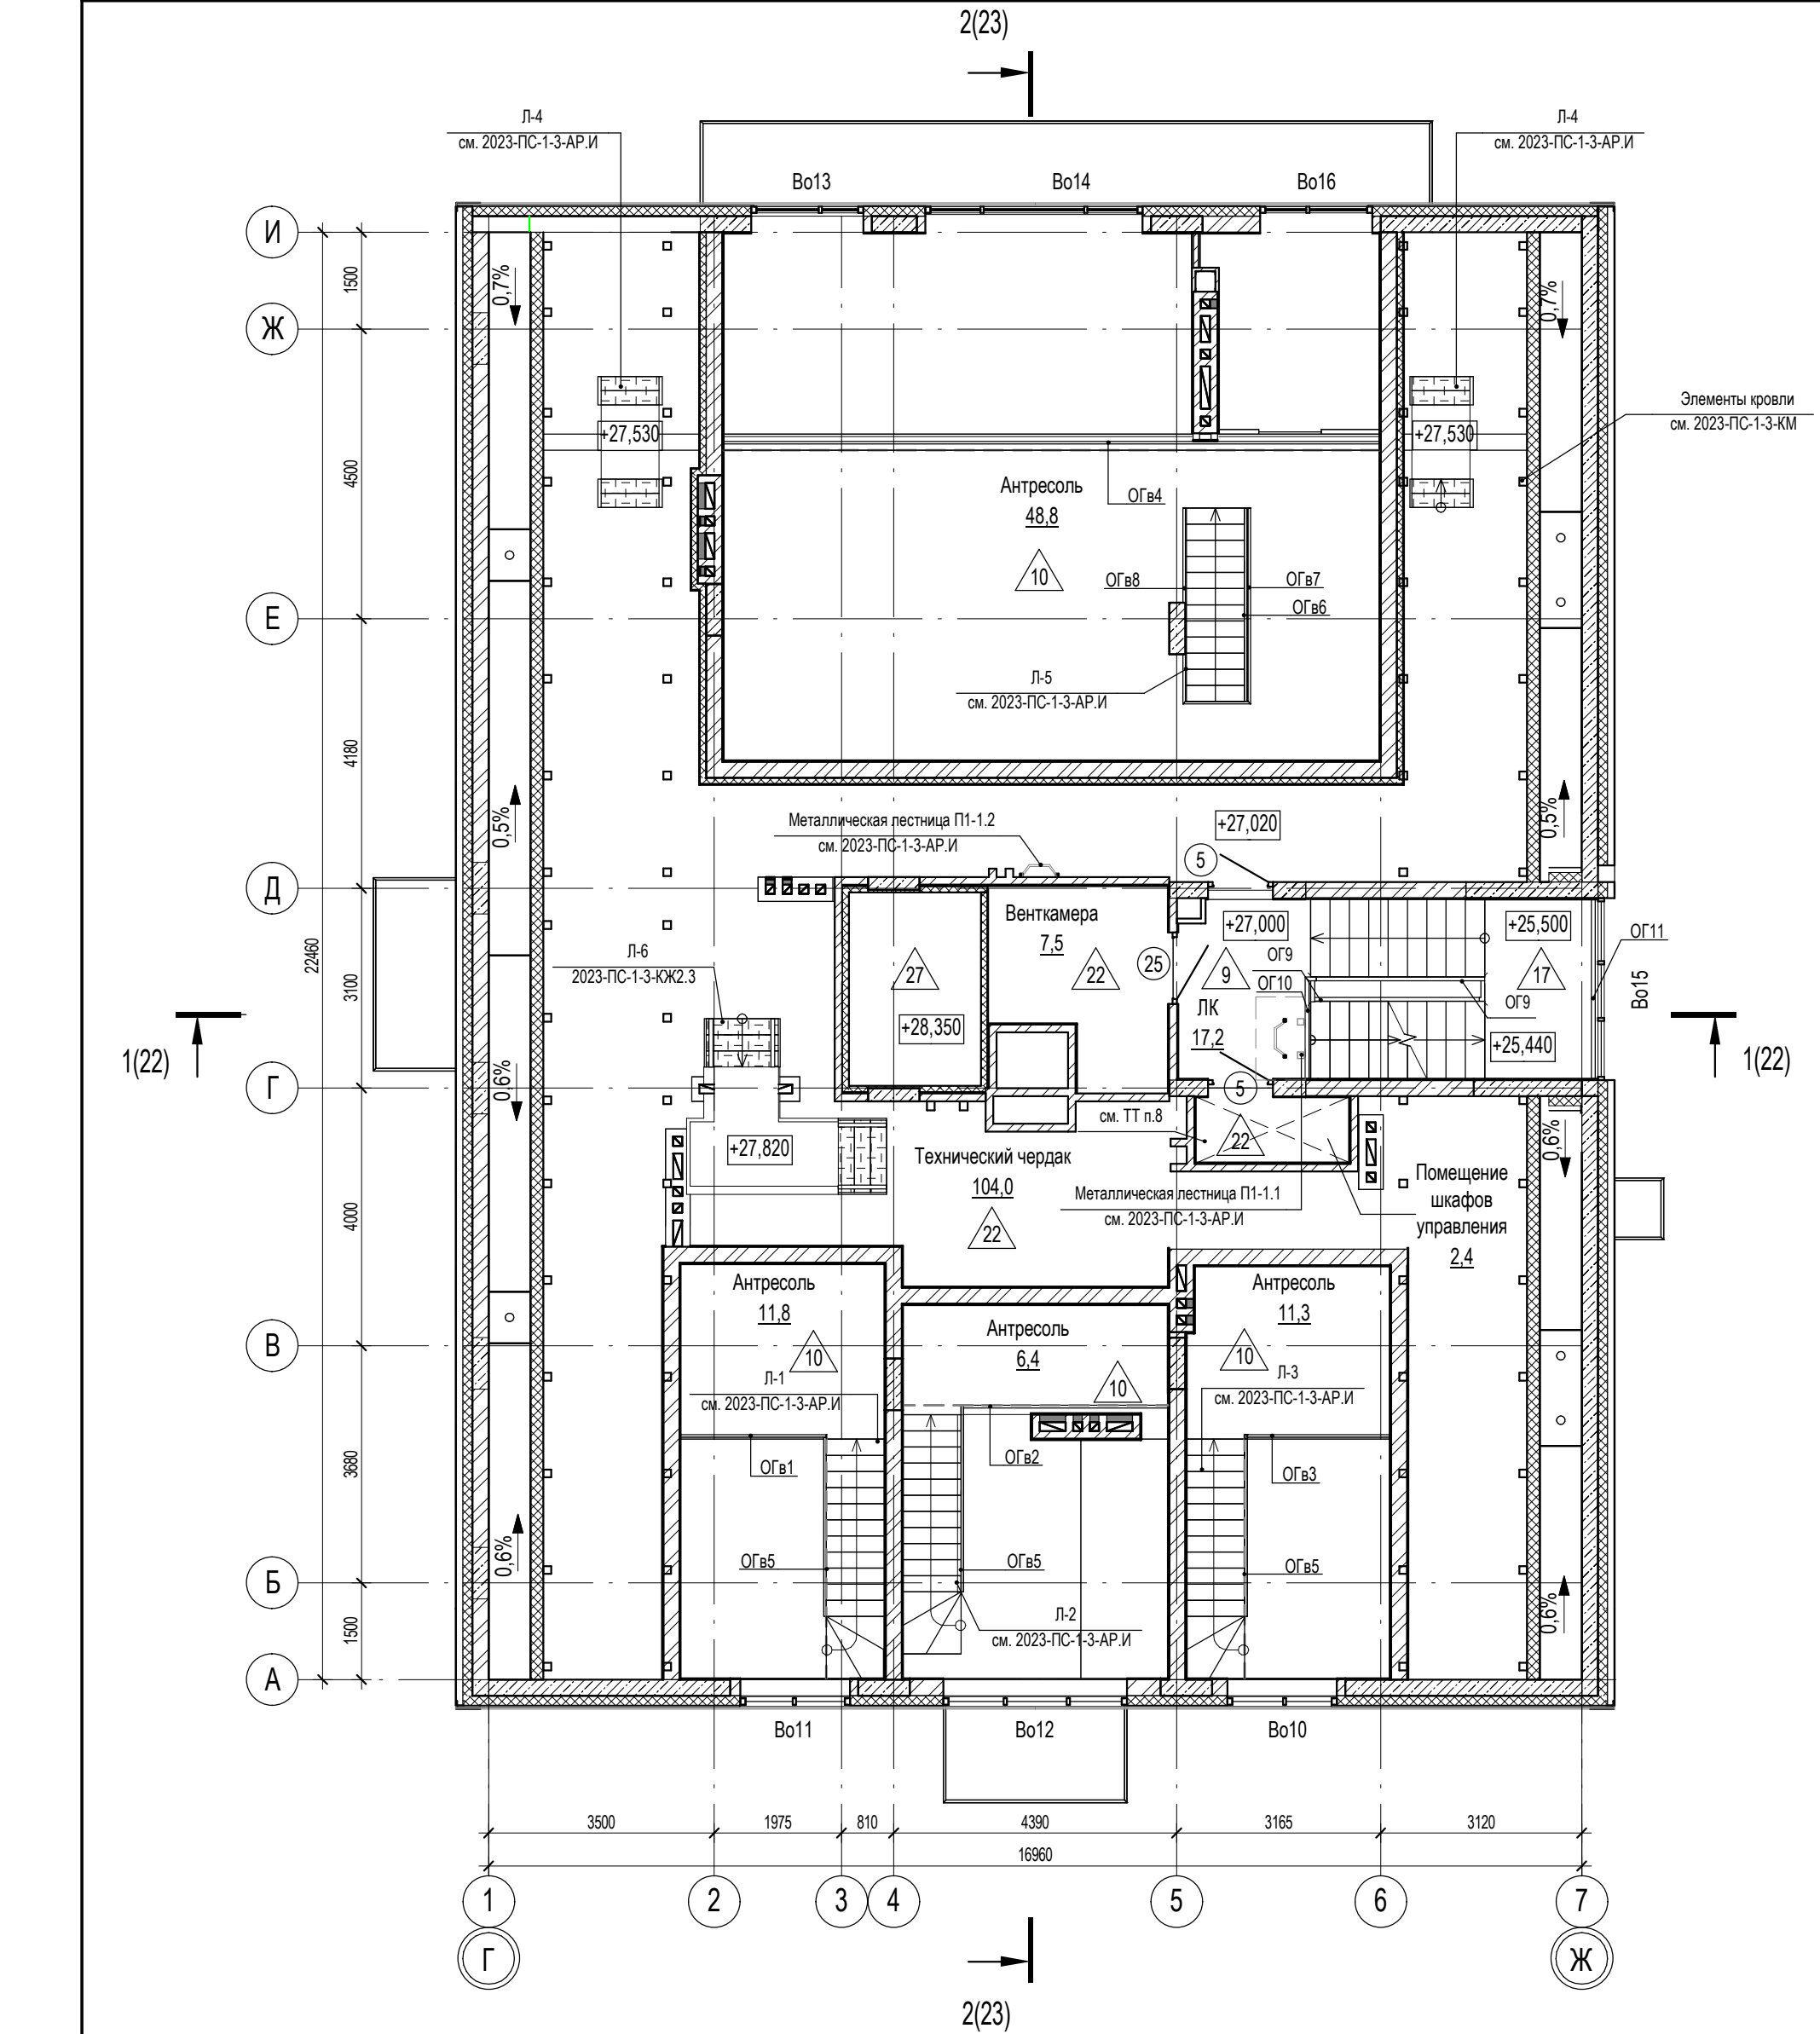 2(23)
Л-4
см. 2023-ПС-1-3-АР.И
Л-4
см. 2023-ПС-1-3-АР.И
Во13
Во14
Во16
И
1500
0,7%
0,7%
Ж
Элементы кровли
см. 2023-ПС-1-3-КМ
+27,530
+27,530
4500
Антресоль
48,8
ОГв4
10
ОГв8
ОГв7
ОГв6
Е
Л-5
см. 2023-ПС-1-3-АР.И
4180
0,5%
0,5%
Металлическая лестница П1-1.2
см. 2023-ПС-1-3-АР.И
+27,020
5
Д
Венткамера
7,5
+27,000
+25,500
ОГ11
22460
Л-6
2023-ПС-1-3-КЖ2.3
27
22
25
9
ОГ9
ОГ10
17
ОГ9
Во15
3100
ЛК
17,2
+28,350
+25,440
1(22)
1(22)
Г
0,6%
5
см. ТТ п.8
22
+27,820
0,6%
Технический чердак
104,0
22
Помещение
шкафов
управления
2,4
Металлическая лестница П1-1.1
см. 2023-ПС-1-3-АР.И
4000
Антресоль
11,8
10
Антресоль
11,3
10
Антресоль
6,4
10
В
Л-1
см. 2023-ПС-1-3-АР.И
Л-3
см. 2023-ПС-1-3-АР.И
3680
ОГв1
ОГв2
ОГв3
0,6%
ОГв5
ОГв5
ОГв5
Б
Л-2
см. 2023-ПС-1-3-АР.И
0,6%
1500
А
Во11
Во12
Во10
3500
1975
810
4390
3165
3120
16960
1
2
3
4
5
6
7
Г
Ж
2(23)